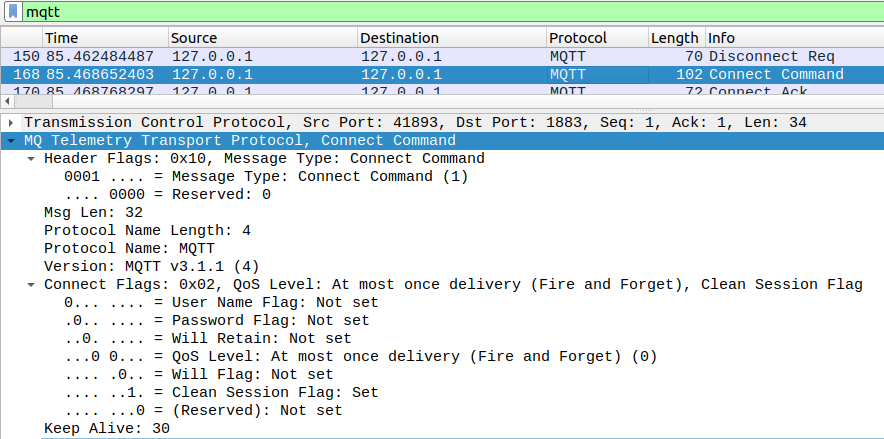 mqtt
Time Source Destination Protocol Length Info
150 85.462484487 127.0.0.1 127.0.0.1 MQTT 70 Disconnect Req
168 85.468652403 127.0.0.1 127.0.0.1 MQTT 102 Connect Command
170 85.468768297 127.0.0.1 127.0.0.1 MQTT 72 Connect Ack
Transmission Control Protocol, Src Port: 41893, Dst Port: 1883, Seq: 1, Ack: 1, Len: 34
MQ Telemetry Transport Protocol, Connect Command
Header Flags: 0x10, Message Type: Connect Command
0001 .... = Message Type: Connect Command (1)
.... 0000 = Reserved: 0
Msg Len: 32
Protocol Name Length: 4
Protocol Name: MQTT
Version: MQTT v3.1.1 (4)
Connect Flags: 0x02, QoS Level: At most once delivery (Fire and Forget), Clean Session Flag
0... .... = User Name Flag: Not set
.0.. .... = Password Flag: Not set
..0. .... = Will Retain: Not set
...0 0... = QoS Level: At most once delivery (Fire and Forget) (0)
.... .0.. = Will Flag: Not set
.... ..1. = Clean Session Flag: Set
.... ...0 = (Reserved): Not set
Keep Alive: 30